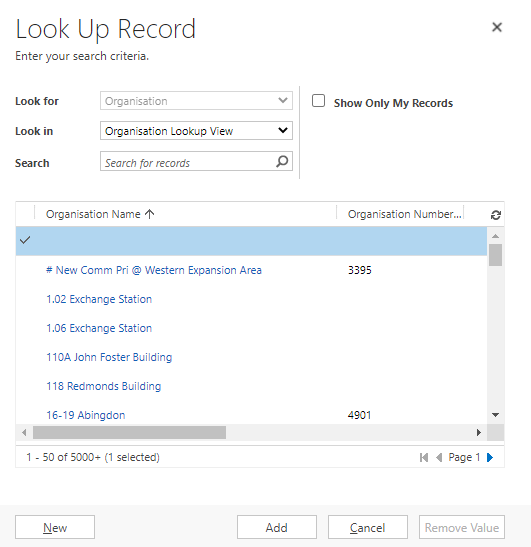 Look Up Record
Enter your search criteria.
Look for
Organisation
Show Only My Records
Look in
Organisation Lookup View
Search
Search for records
Organisation Name
Organisation Number...
# New Comm Pri @ Western Expansion Area
3395
1.02 Exchange Station
1.06 Exchange Station
110A John Foster Building
118 Redmonds Building
16-19 Abingdon
4901
1 - 50 of 5000+ (1 selected)
Page 1
New
Add
Cancel
Remove Value